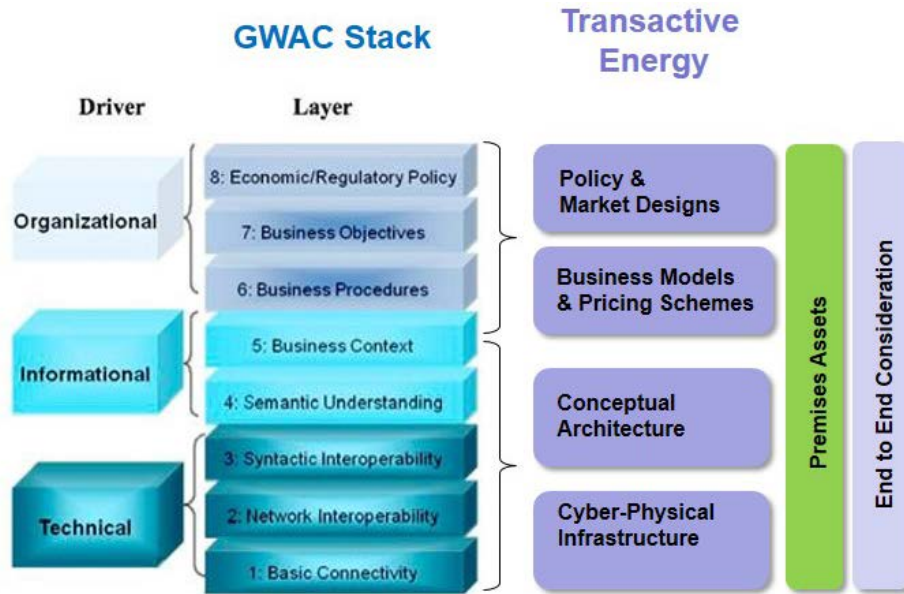 GWAC Stack
Transactive
Energy
Driver
Layer
Organizational
8: Economic/Regulatory Policy
7: Business Objectives
6: Business Procedures
Informational
5: Business Context
4: Semantic Understanding
Technical
3: Syntactic Interoperability
2: Network Interoperability
1: Basic Connectivity
Policy &
Market Designs
Business Models
& Pricing Schemes
Conceptual
Architecture
Cyber-Physical
Infrastructure
Premises Assets
End to End Consideration